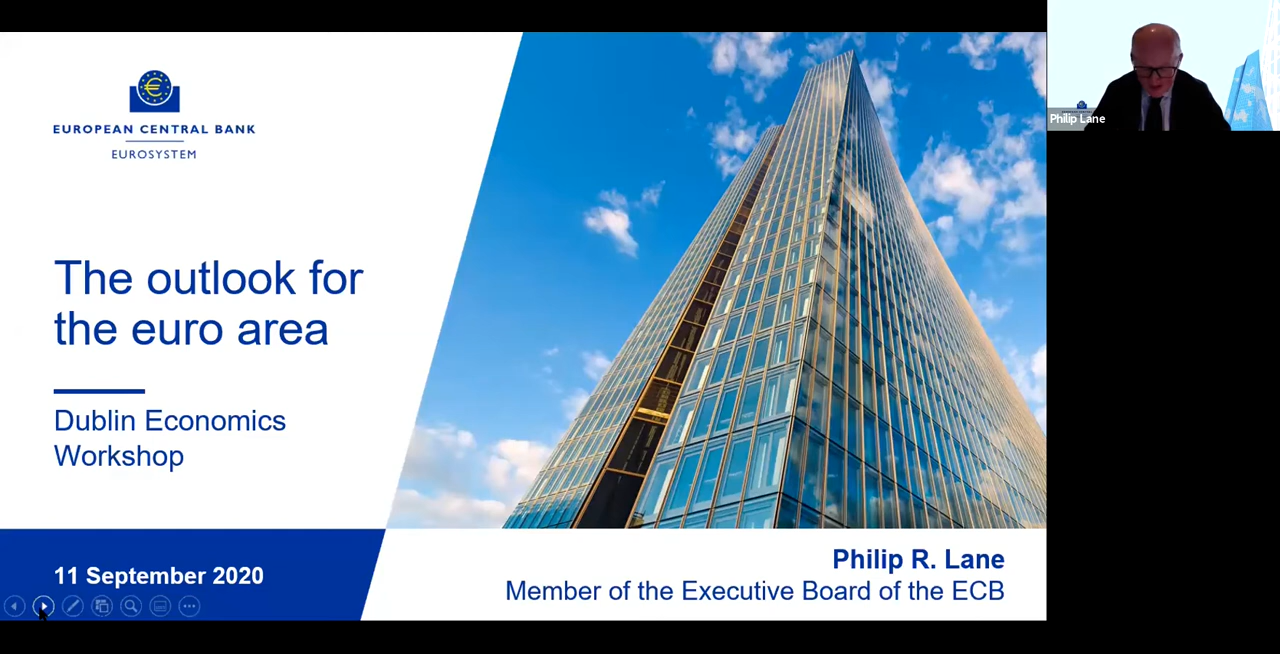 EUROPEAN CENTRAL BANK
EUROSYSTEM
The outlook for
the euro area
Dublin Economics
Workshop
11 September 2020
Philip R. Lane
Member of the Executive Board of the ECB
Philip Lane